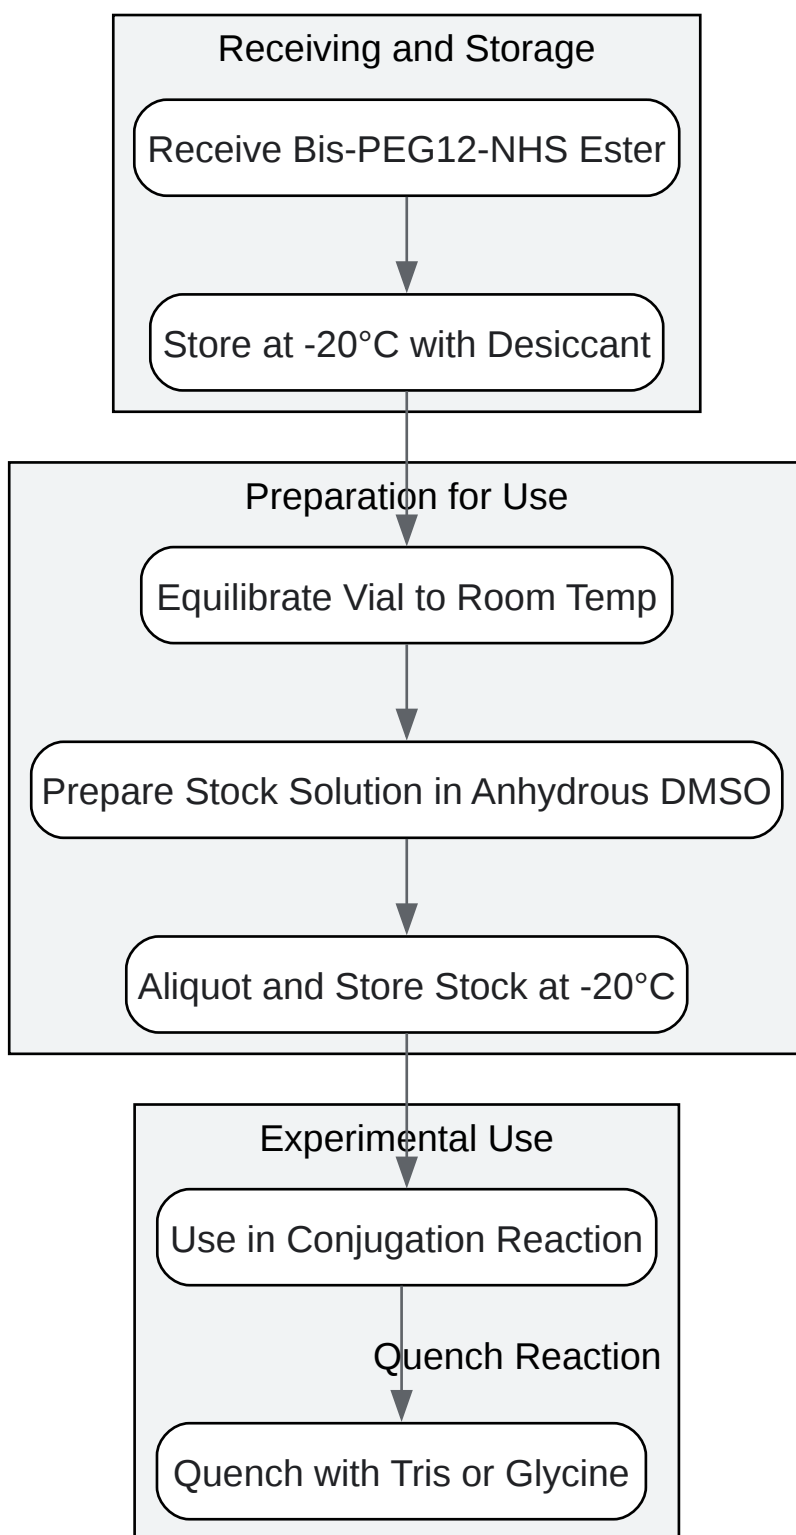 Receiving and Storage
Receive Bis-PEG12-NHS Ester
Store at -20°C with Desiccant
Preparation for Use
Equilibrate Vial to Room Temp
Prepare Stock Solution in Anhydrous DMSO
Aliquot and Store Stock at -20°C
Experimental Use
Use in Conjugation Reaction
Quench Reaction
Quench with Tris or Glycine